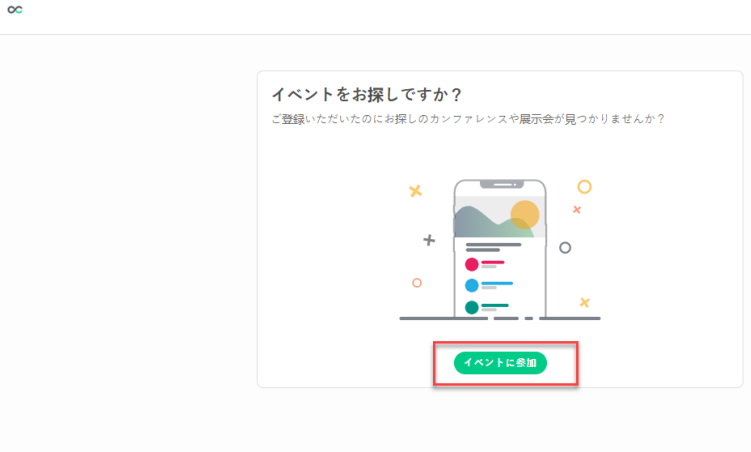 イベントをお探しですか？
ご登録いただいたのにお探しのカンファレンスや展示会が見つかりませんか？
イベントに参加